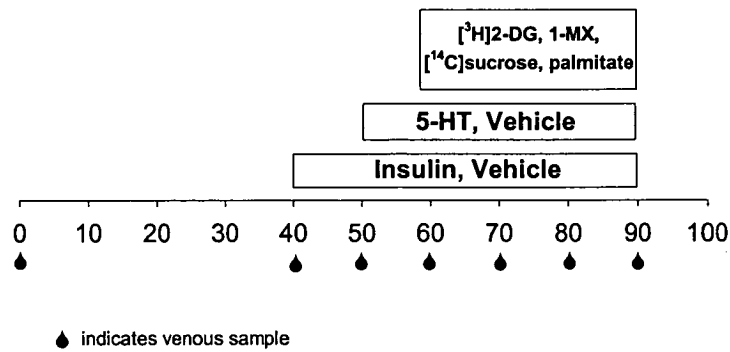 [³H]2-DG, 1-MX,
[¹⁴C]sucrose, palmitate
5-HT, Vehicle
Insulin, Vehicle
0 10 20 30 40 50 60 70 80 90 100
indicates venous sample